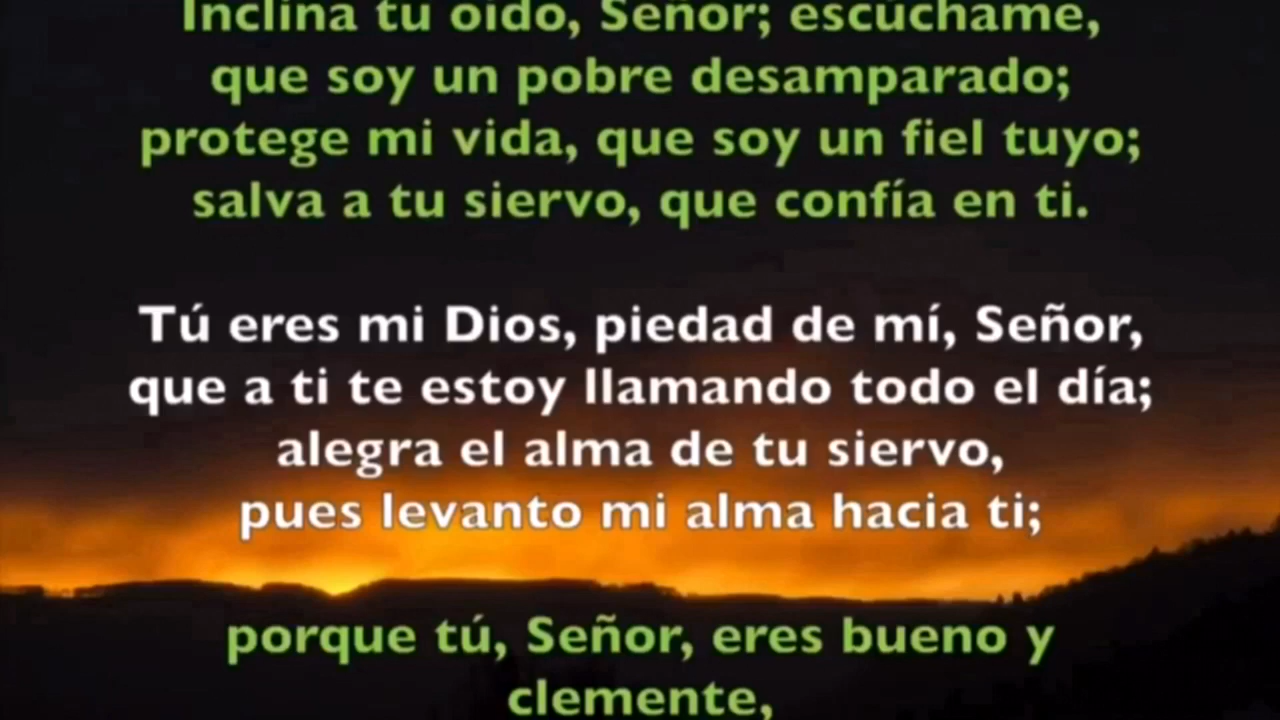 Inclina tu oído, Señor; escúchame,
que soy un pobre desamparado;
protege mi vida, que soy un fiel tuyo;
salva a tu siervo, que confía en ti.
Tú eres mi Dios, piedad de mí, Señor,
que a ti te estoy llamando todo el día;
alegra el alma de tu siervo,
pues levanto mi alma hacia ti;
porque tú, Señor, eres bueno y
clemente,